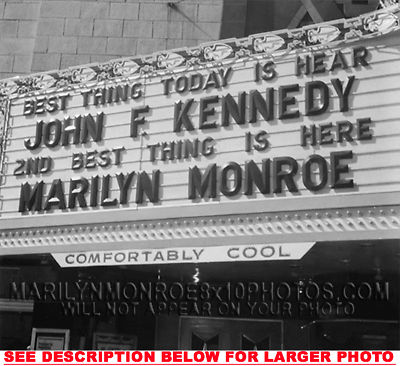 BEST THING TODAY IS HEAR
JOHN F KENNEDY
2ND BEST THING IS HERE
MARILYN MONROE
COMFORTABLY COOL
MARILYNMONROE8x10PHOTOS.COM
WILL NOT APPEAR ON YOUR PHOTO
SEE DESCRIPTION BELOW FOR LARGER PHOTO